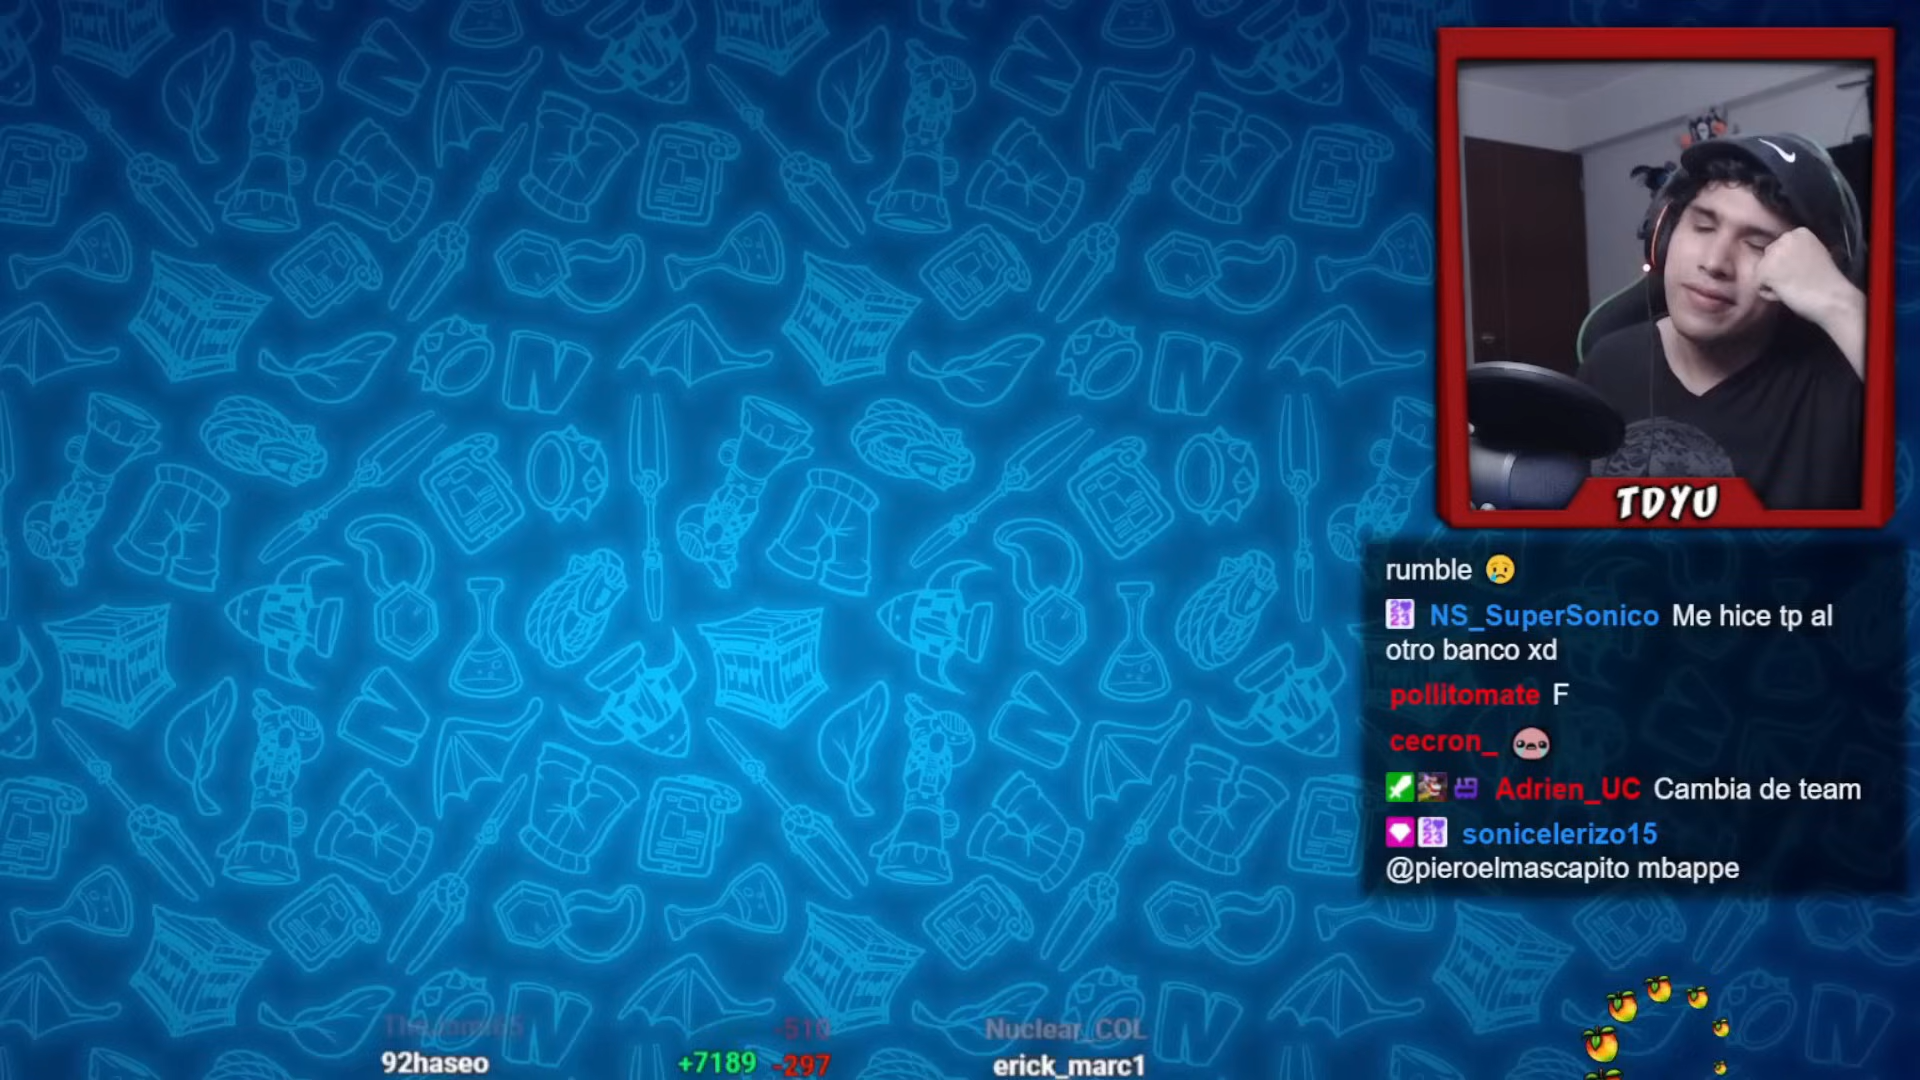 TDYU
rumble 😢
NS_SuperSonico Me hice tp al
otro banco xd
pollitomate F
cecron_
Adrien_UC Cambia de team
sonicelerizo15
@pieroelmascapito mbappe
-510 Nuclear_COL
92haseo +7189 -297 erick_marc1